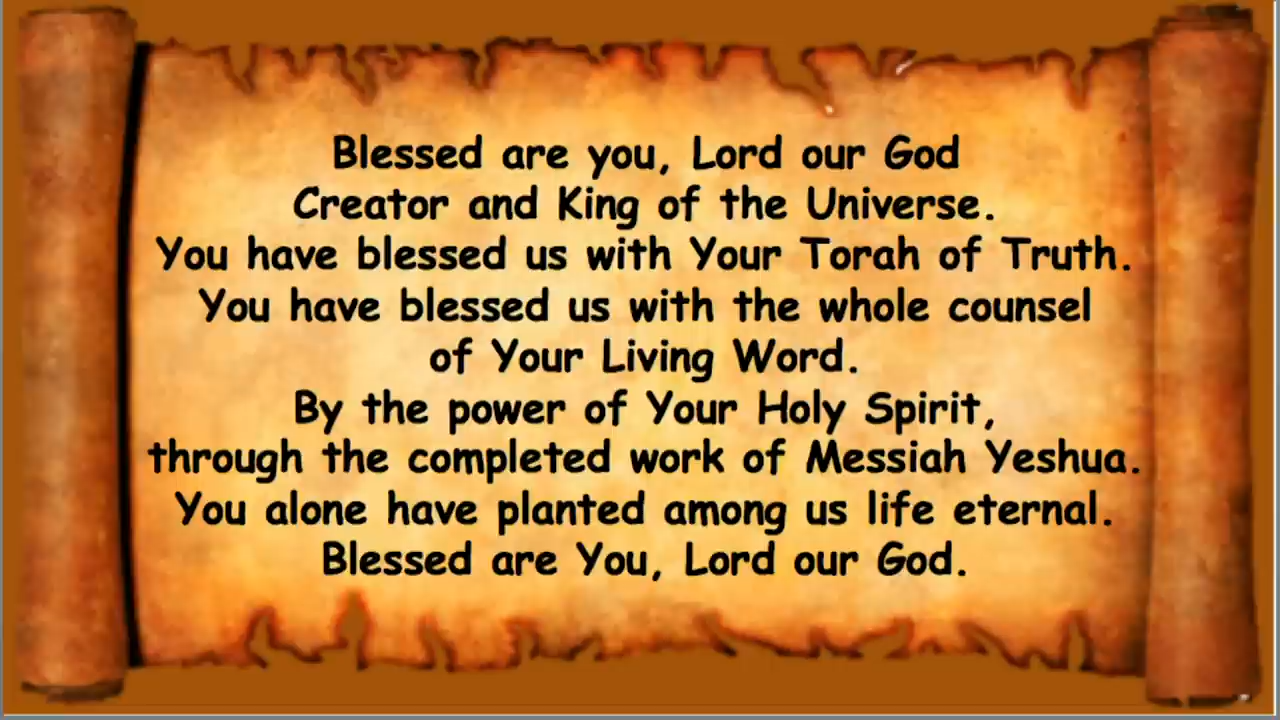 Blessed are you, Lord our God
Creator and King of the Universe.
You have blessed us with Your Torah of Truth.
You have blessed us with the whole counsel
of Your Living Word.
By the power of Your Holy Spirit,
through the completed work of Messiah Yeshua.
You alone have planted among us life eternal.
Blessed are You, Lord our God.